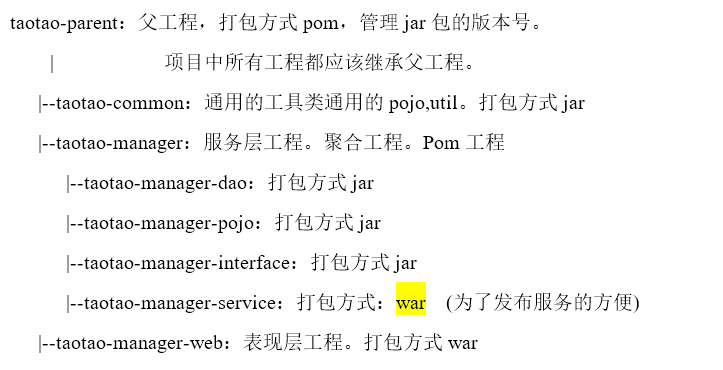 taotao-parent：父工程，打包方式 pom，管理 jar 包的版本号。
| 项目中所有工程都应该继承父工程。
|--taotao-common：通用的工具类通用的 pojo,util。打包方式 jar
|--taotao-manager：服务层工程。聚合工程。Pom 工程
|--taotao-manager-dao：打包方式 jar
|--taotao-manager-pojo：打包方式 jar
|--taotao-manager-interface：打包方式 jar
|--taotao-manager-service：打包方式：war (为了发布服务的方便)
|--taotao-manager-web：表现层工程。打包方式 war